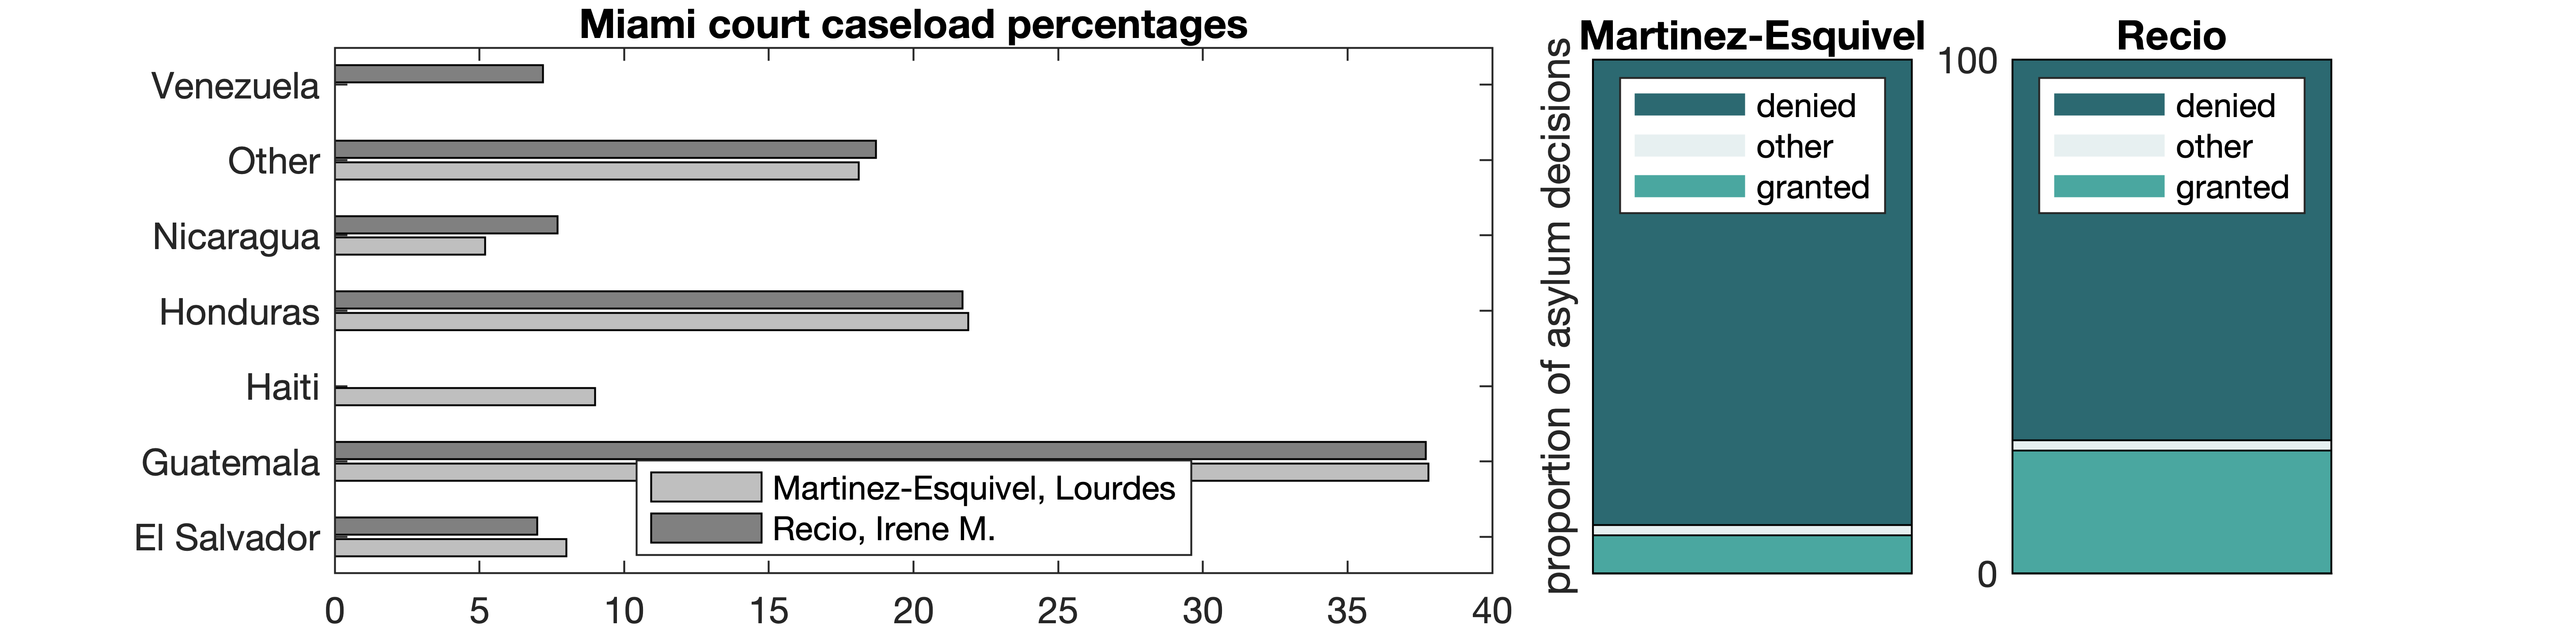 Miami court caseload percentages
Venezuela
Other
Nicaragua
Honduras
Haiti
Guatemala
El Salvador
Martinez-Esquivel, Lourdes
Recio, Irene M.
0 5 10 15 20 25 30 35 40
proportion of asylum decisions
Martinez-Esquivel
denied
other
granted
Recio
100
denied
other
granted
0